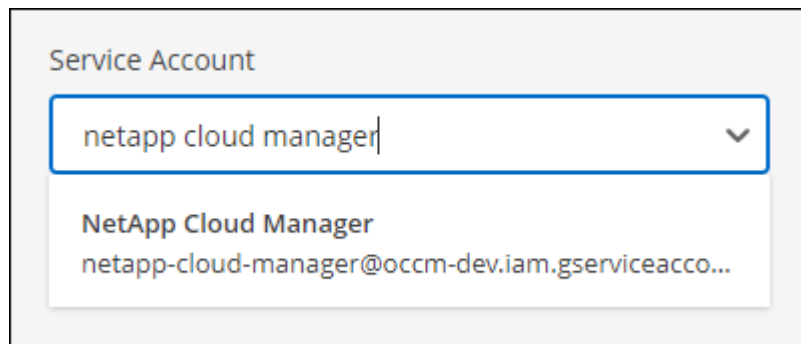 Service Account
netapp cloud manager
NetApp Cloud Manager
netapp-cloud-manager@occm-dev.iam.gserviceacco...